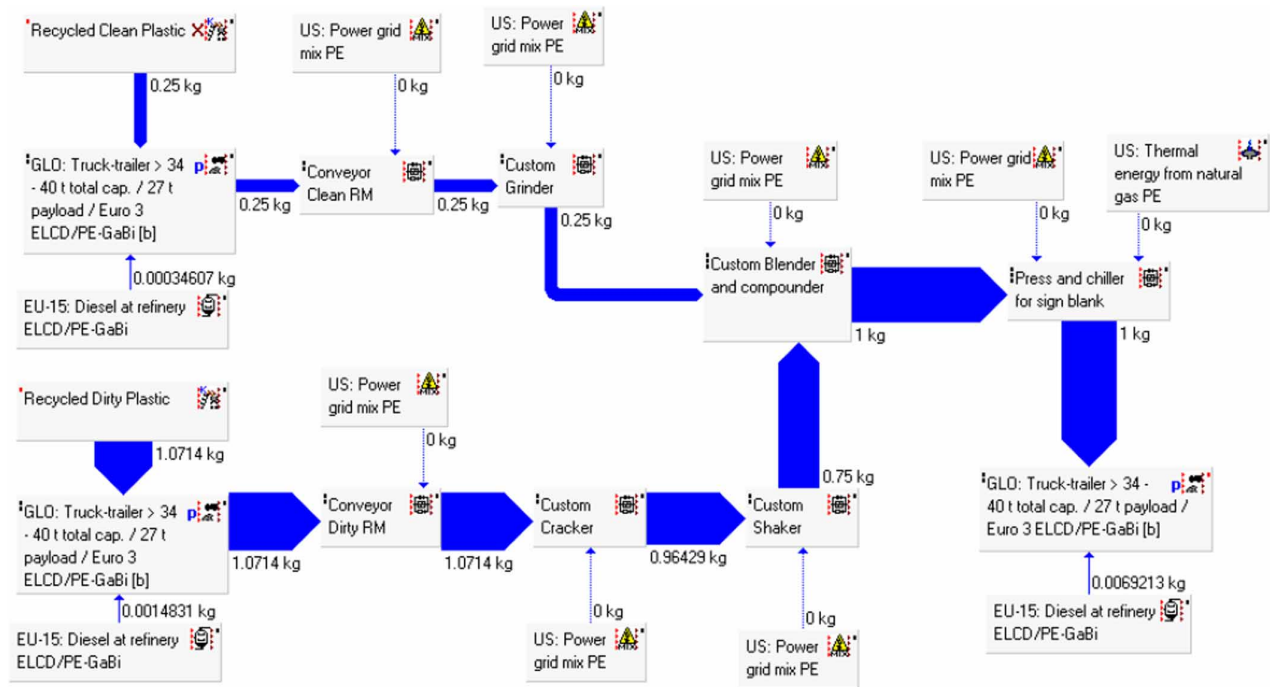 Recycled Clean Plastic
0.25 kg
US: Power grid
mix PE
0 kg
US: Power
grid mix PE
0 kg
GLO: Truck-trailer > 34
- 40 t total cap. / 27 t
payload / Euro 3
ELCD/PE-GaBi [b]
p
0.25 kg
Conveyor
Clean RM
0.25 kg
Custom
Grinder
0.25 kg
0.00034607 kg
EU-15: Diesel at refinery
ELCD/PE-GaBi
US: Power
grid mix PE
MIX
0 kg
US: Power grid
mix PE
0 kg
US: Thermal
energy from natural
gas PE
0 kg
Custom Blender
and compounder
1 kg
Press and chiller
for sign blank
1 kg
Recycled Dirty Plastic
1.0714 kg
US: Power
grid mix PE
MIX
0 kg
GLO: Truck-trailer > 34
- 40 t total cap. / 27 t
payload / Euro 3
ELCD/PE-GaBi [b]
p
1.0714 kg
Conveyor
Dirty RM
1.0714 kg
Custom
Cracker
0.96429 kg
Custom
Shaker
0.75 kg
0.0014831 kg
EU-15: Diesel at refinery
ELCD/PE-GaBi
0 kg
US: Power
grid mix PE
MIX
0 kg
US: Power
grid mix PE
MIX
GLO: Truck-trailer > 34 -
40 t total cap. / 27 t payload /
Euro 3 ELCD/PE-GaBi [b]
p
0.0069213 kg
EU-15: Diesel at refinery
ELCD/PE-GaBi